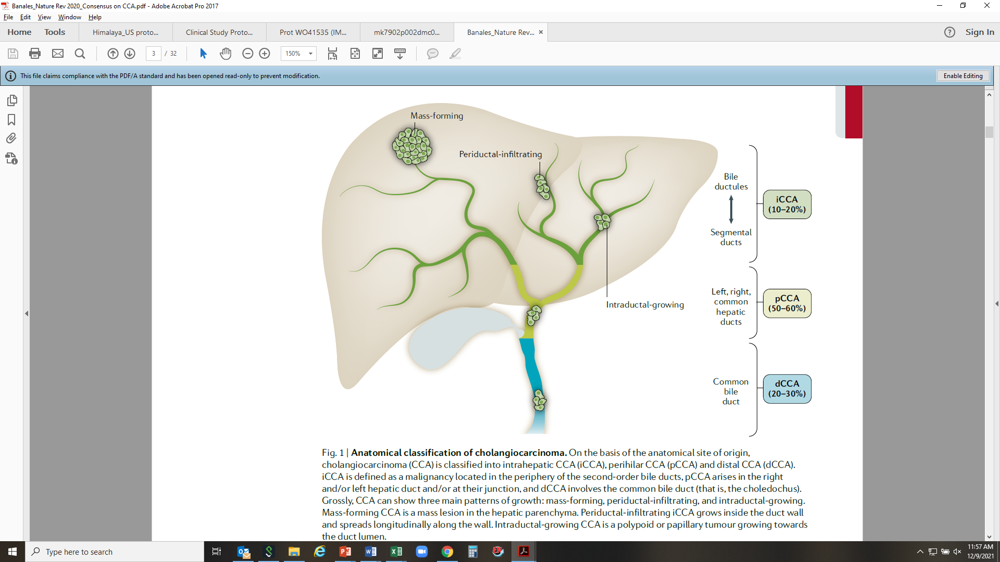 Banales_Nature Rev 2020_Consensus on CCA.pdf - Adobe Acrobat Pro 2017
File Edit View Window Help
Home Tools Himalaya_US proto... Clinical Study Proto... Prot WO41535 (IM... mk7902p002dmc0... Banales_Nature Rev... × ? Sign In
3 / 32 150%
This file claims compliance with the PDF/A standard and has been opened read-only to prevent modification. Enable Editing
Mass-forming
Periductal-infiltrating
Intraductal-growing
Bile
ductules
Segmental
ducts
iCCA
(10–20%)
Left, right,
common
hepatic
ducts
pCCA
(50–60%)
Common
bile
duct
dCCA
(20–30%)
Fig. 1 | Anatomical classification of cholangiocarcinoma. On the basis of the anatomical site of origin,
cholangiocarcinoma (CCA) is classified into intrahepatic CCA (iCCA), perihilar CCA (pCCA) and distal CCA (dCCA).
iCCA is defined as a malignancy located in the periphery of the second-order bile ducts, pCCA arises in the right
and/or left hepatic duct and/or at their junction, and dCCA involves the common bile duct (that is, the choledochus).
Grossly, CCA can show three main patterns of growth: mass-forming, periductal-infiltrating, and intraductal-growing.
Mass-forming CCA is a mass lesion in the hepatic parenchyma. Periductal-infiltrating iCCA grows inside the duct wall
and spreads longitudinally along the wall. Intraductal-growing CCA is a polypoid or papillary tumour growing towards
the duct lumen.
Type here to search
11:57 AM
12/9/2021